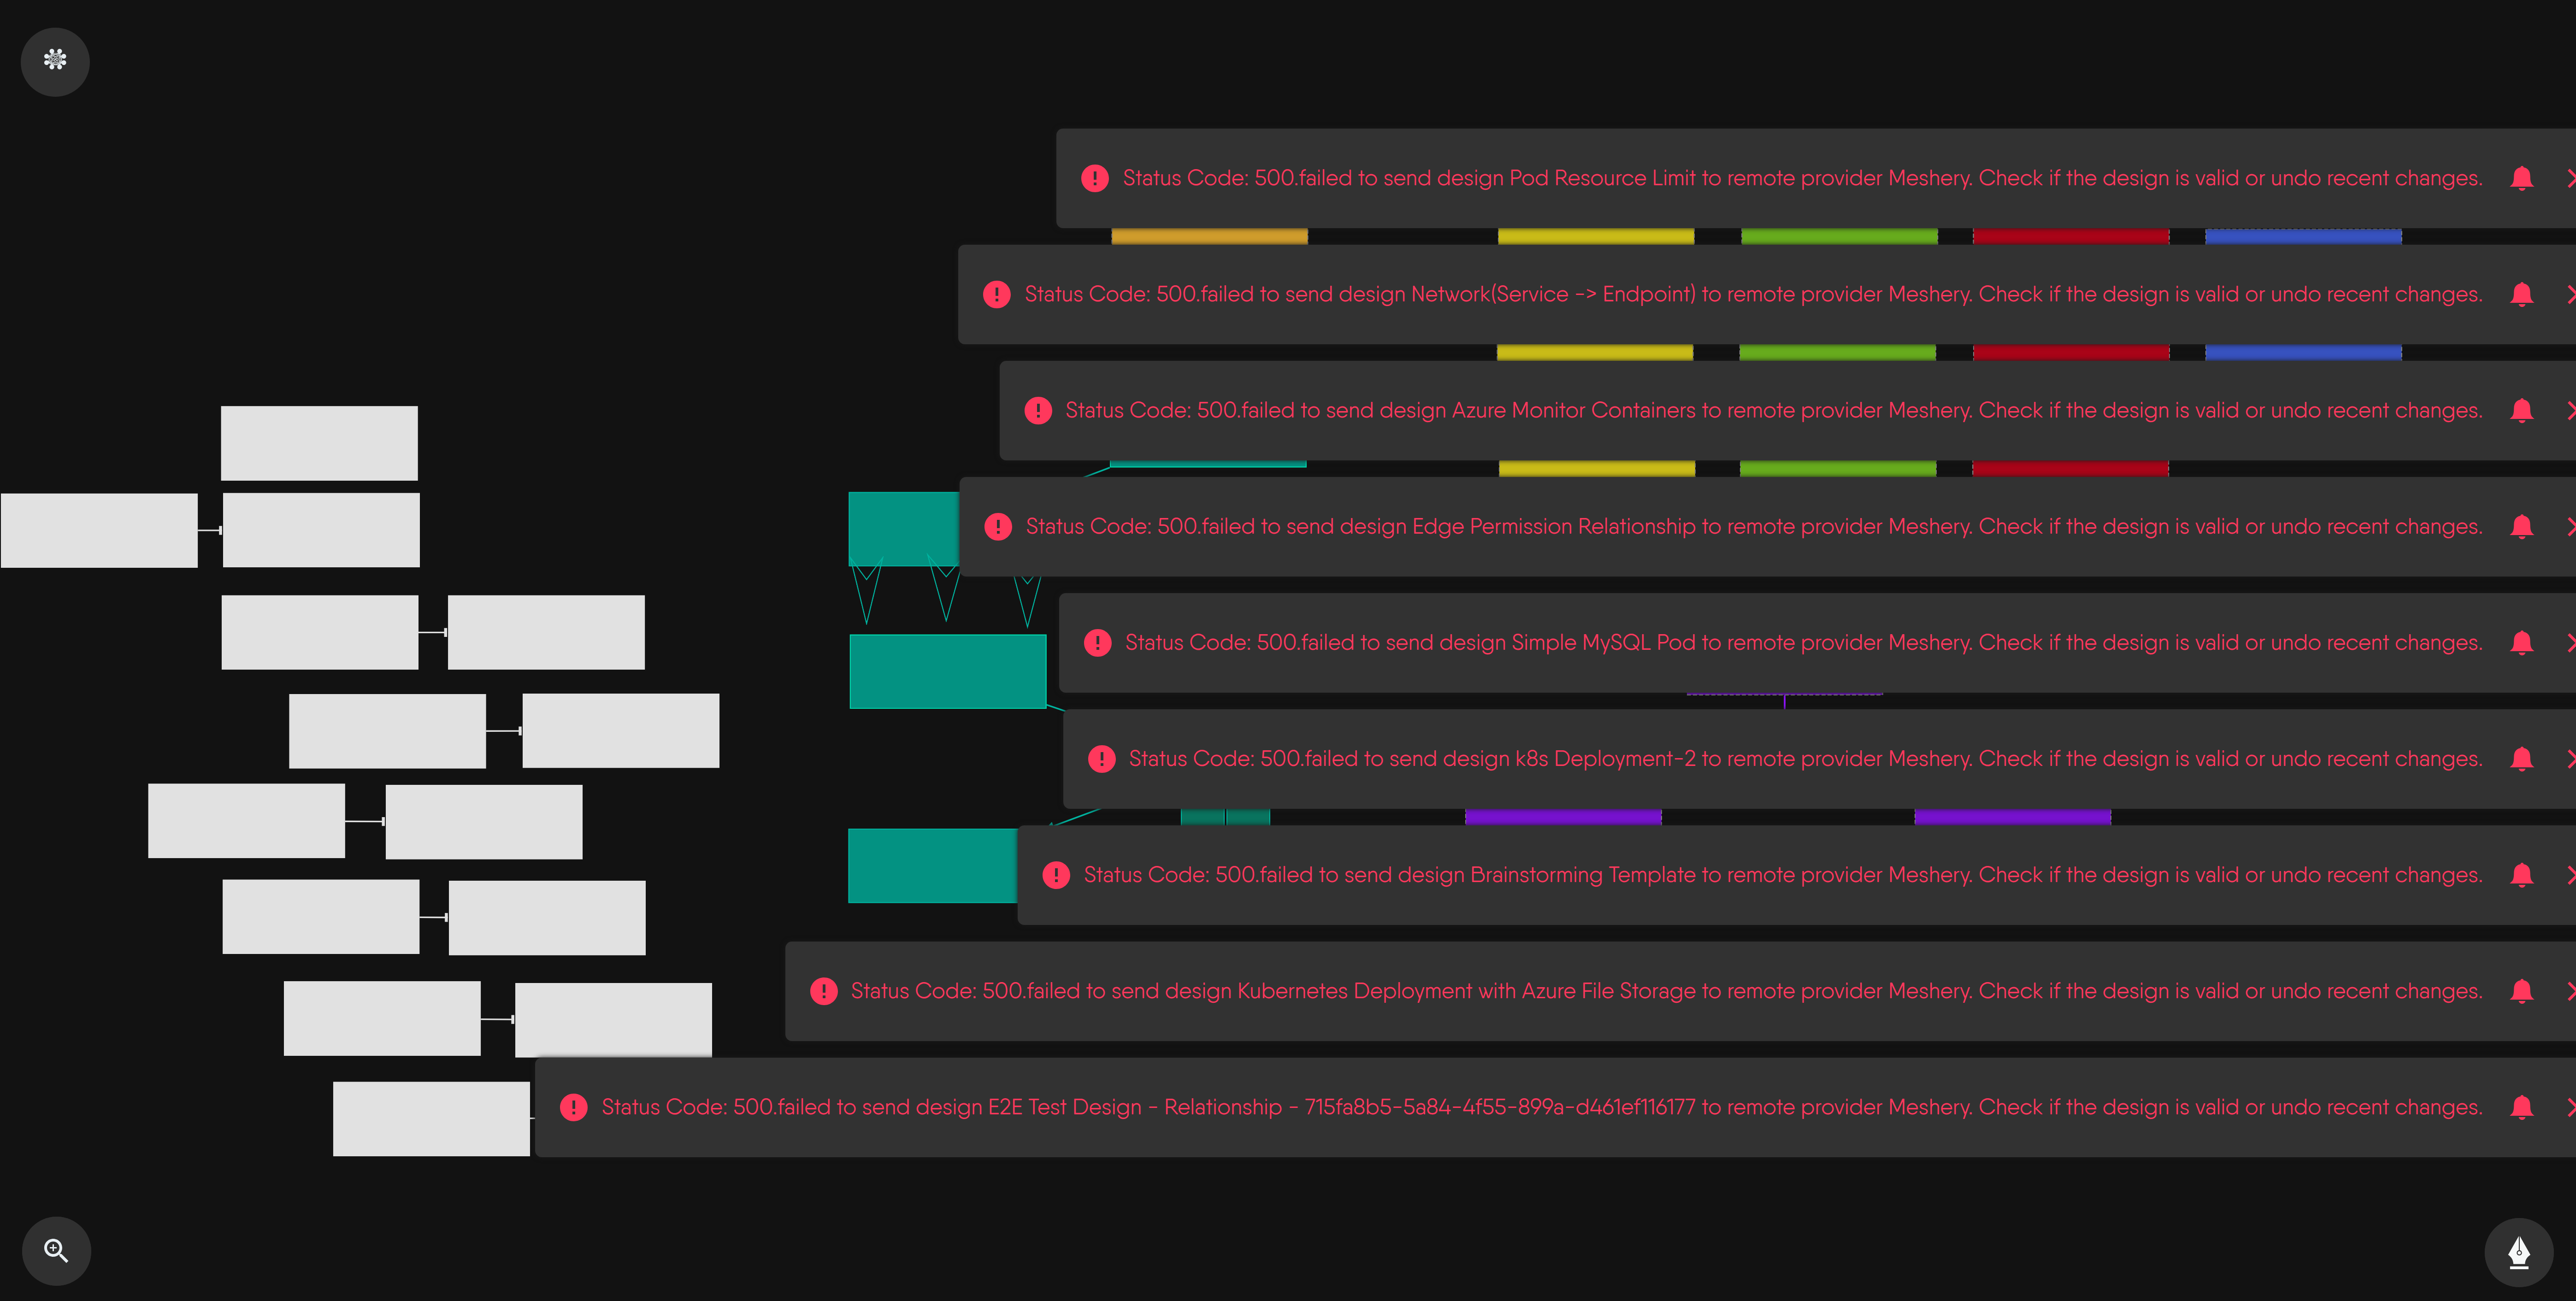 Status Code: 500.failed to send design Pod Resource Limit to remote provider Meshery. Check if the design is valid or undo recent changes.
Status Code: 500.failed to send design Network(Service -> Endpoint) to remote provider Meshery. Check if the design is valid or undo recent changes.
Status Code: 500.failed to send design Azure Monitor Containers to remote provider Meshery. Check if the design is valid or undo recent changes.
Status Code: 500.failed to send design Edge Permission Relationship to remote provider Meshery. Check if the design is valid or undo recent changes.
Status Code: 500.failed to send design Simple MySQL Pod to remote provider Meshery. Check if the design is valid or undo recent changes.
Status Code: 500.failed to send design k8s Deployment-2 to remote provider Meshery. Check if the design is valid or undo recent changes.
Status Code: 500.failed to send design Brainstorming Template to remote provider Meshery. Check if the design is valid or undo recent changes.
Status Code: 500.failed to send design Kubernetes Deployment with Azure File Storage to remote provider Meshery. Check if the design is valid or undo recent changes.
Status Code: 500.failed to send design E2E Test Design - Relationship - 715fa8b5-5a84-4f55-899a-d461ef116177 to remote provider Meshery. Check if the design is valid or undo recent changes.